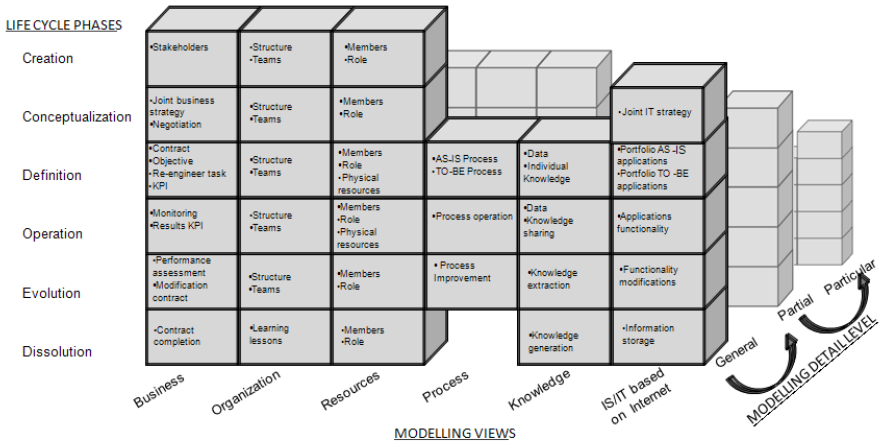 LIFE CYCLE PHASES
Creation
▪Stakeholders
▪Structure
▪Teams
▪Members
▪Role
Conceptualization
▪Joint business
strategy
▪Negotiation
▪Structure
▪Teams
▪Members
▪Role
▪Joint IT strategy
Definition
▪Contract
▪Objective
▪Re-engineer task
▪KPI
▪Structure
▪Teams
▪Members
▪Role
▪Physical
resources
▪AS-IS Process
▪TO-BE Process
▪Data
▪Individual
Knowledge
▪Portfolio AS -IS
applications
▪Portfolio TO -BE
applications
Operation
▪Monitoring
▪Results KPI
▪Structure
▪Teams
▪Members
▪Role
▪Physical
resources
▪Process operation
▪Data
▪Knowledge
sharing
▪Applications
functionality
Evolution
▪Performance
assessment
▪Modification
contract
▪Structure
▪Teams
▪Members
▪Role
▪Process
Improvement
▪Knowledge
extraction
▪Functionality
modifications
Dissolution
▪Contract
completion
▪Learning
lessons
▪Members
▪Role
▪Knowledge
generation
▪Information
storage
Business
Organization
Resources
Process
Knowledge
IS/IT based
on Internet
General
Partial
Particular
MODELLING DETAIL LEVEL
MODELLING VIEWS